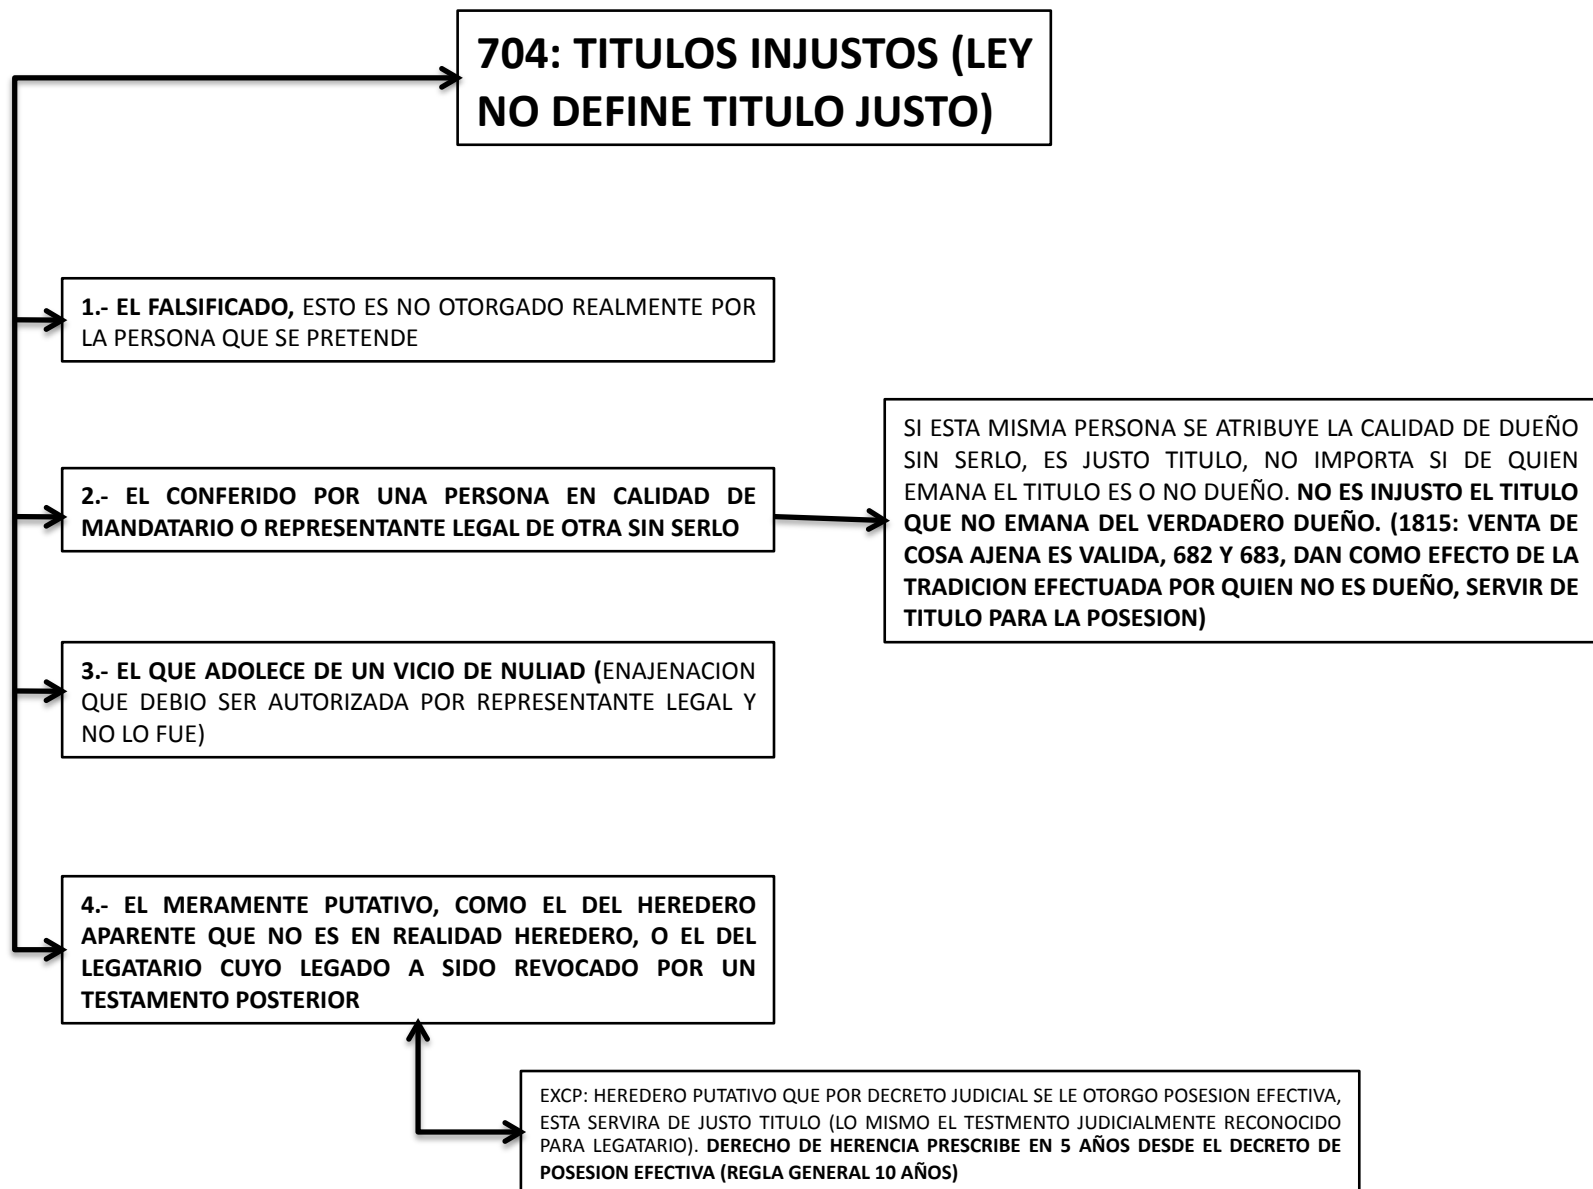 704: TITULOS INJUSTOS (LEY
NO DEFINE TITULO JUSTO)
1.- EL FALSIFICADO, ESTO ES NO OTORGADO REALMENTE POR
LA PERSONA QUE SE PRETENDE
2.- EL CONFERIDO POR UNA PERSONA EN CALIDAD DE
MANDATARIO O REPRESENTANTE LEGAL DE OTRA SIN SERLO
SI ESTA MISMA PERSONA SE ATRIBUYE LA CALIDAD DE DUEÑO
SIN SERLO, ES JUSTO TITULO, NO IMPORTA SI DE QUIEN
EMANA EL TITULO ES O NO DUEÑO. NO ES INJUSTO EL TITULO
QUE NO EMANA DEL VERDADERO DUEÑO. (1815: VENTA DE
COSA AJENA ES VALIDA, 682 Y 683, DAN COMO EFECTO DE LA
TRADICION EFECTUADA POR QUIEN NO ES DUEÑO, SERVIR DE
TITULO PARA LA POSESION)
3.- EL QUE ADOLECE DE UN VICIO DE NULIAD (ENAJENACION
QUE DEBIO SER AUTORIZADA POR REPRESENTANTE LEGAL Y
NO LO FUE)
4.- EL MERAMENTE PUTATIVO, COMO EL DEL HEREDERO
APARENTE QUE NO ES EN REALIDAD HEREDERO, O EL DEL
LEGATARIO CUYO LEGADO A SIDO REVOCADO POR UN
TESTAMENTO POSTERIOR
EXCP: HEREDERO PUTATIVO QUE POR DECRETO JUDICIAL SE LE OTORGO POSESION EFECTIVA,
ESTA SERVIRA DE JUSTO TITULO (LO MISMO EL TESTMENTO JUDICIALMENTE RECONOCIDO
PARA LEGATARIO). DERECHO DE HERENCIA PRESCRIBE EN 5 AÑOS DESDE EL DECRETO DE
POSESION EFECTIVA (REGLA GENERAL 10 AÑOS)